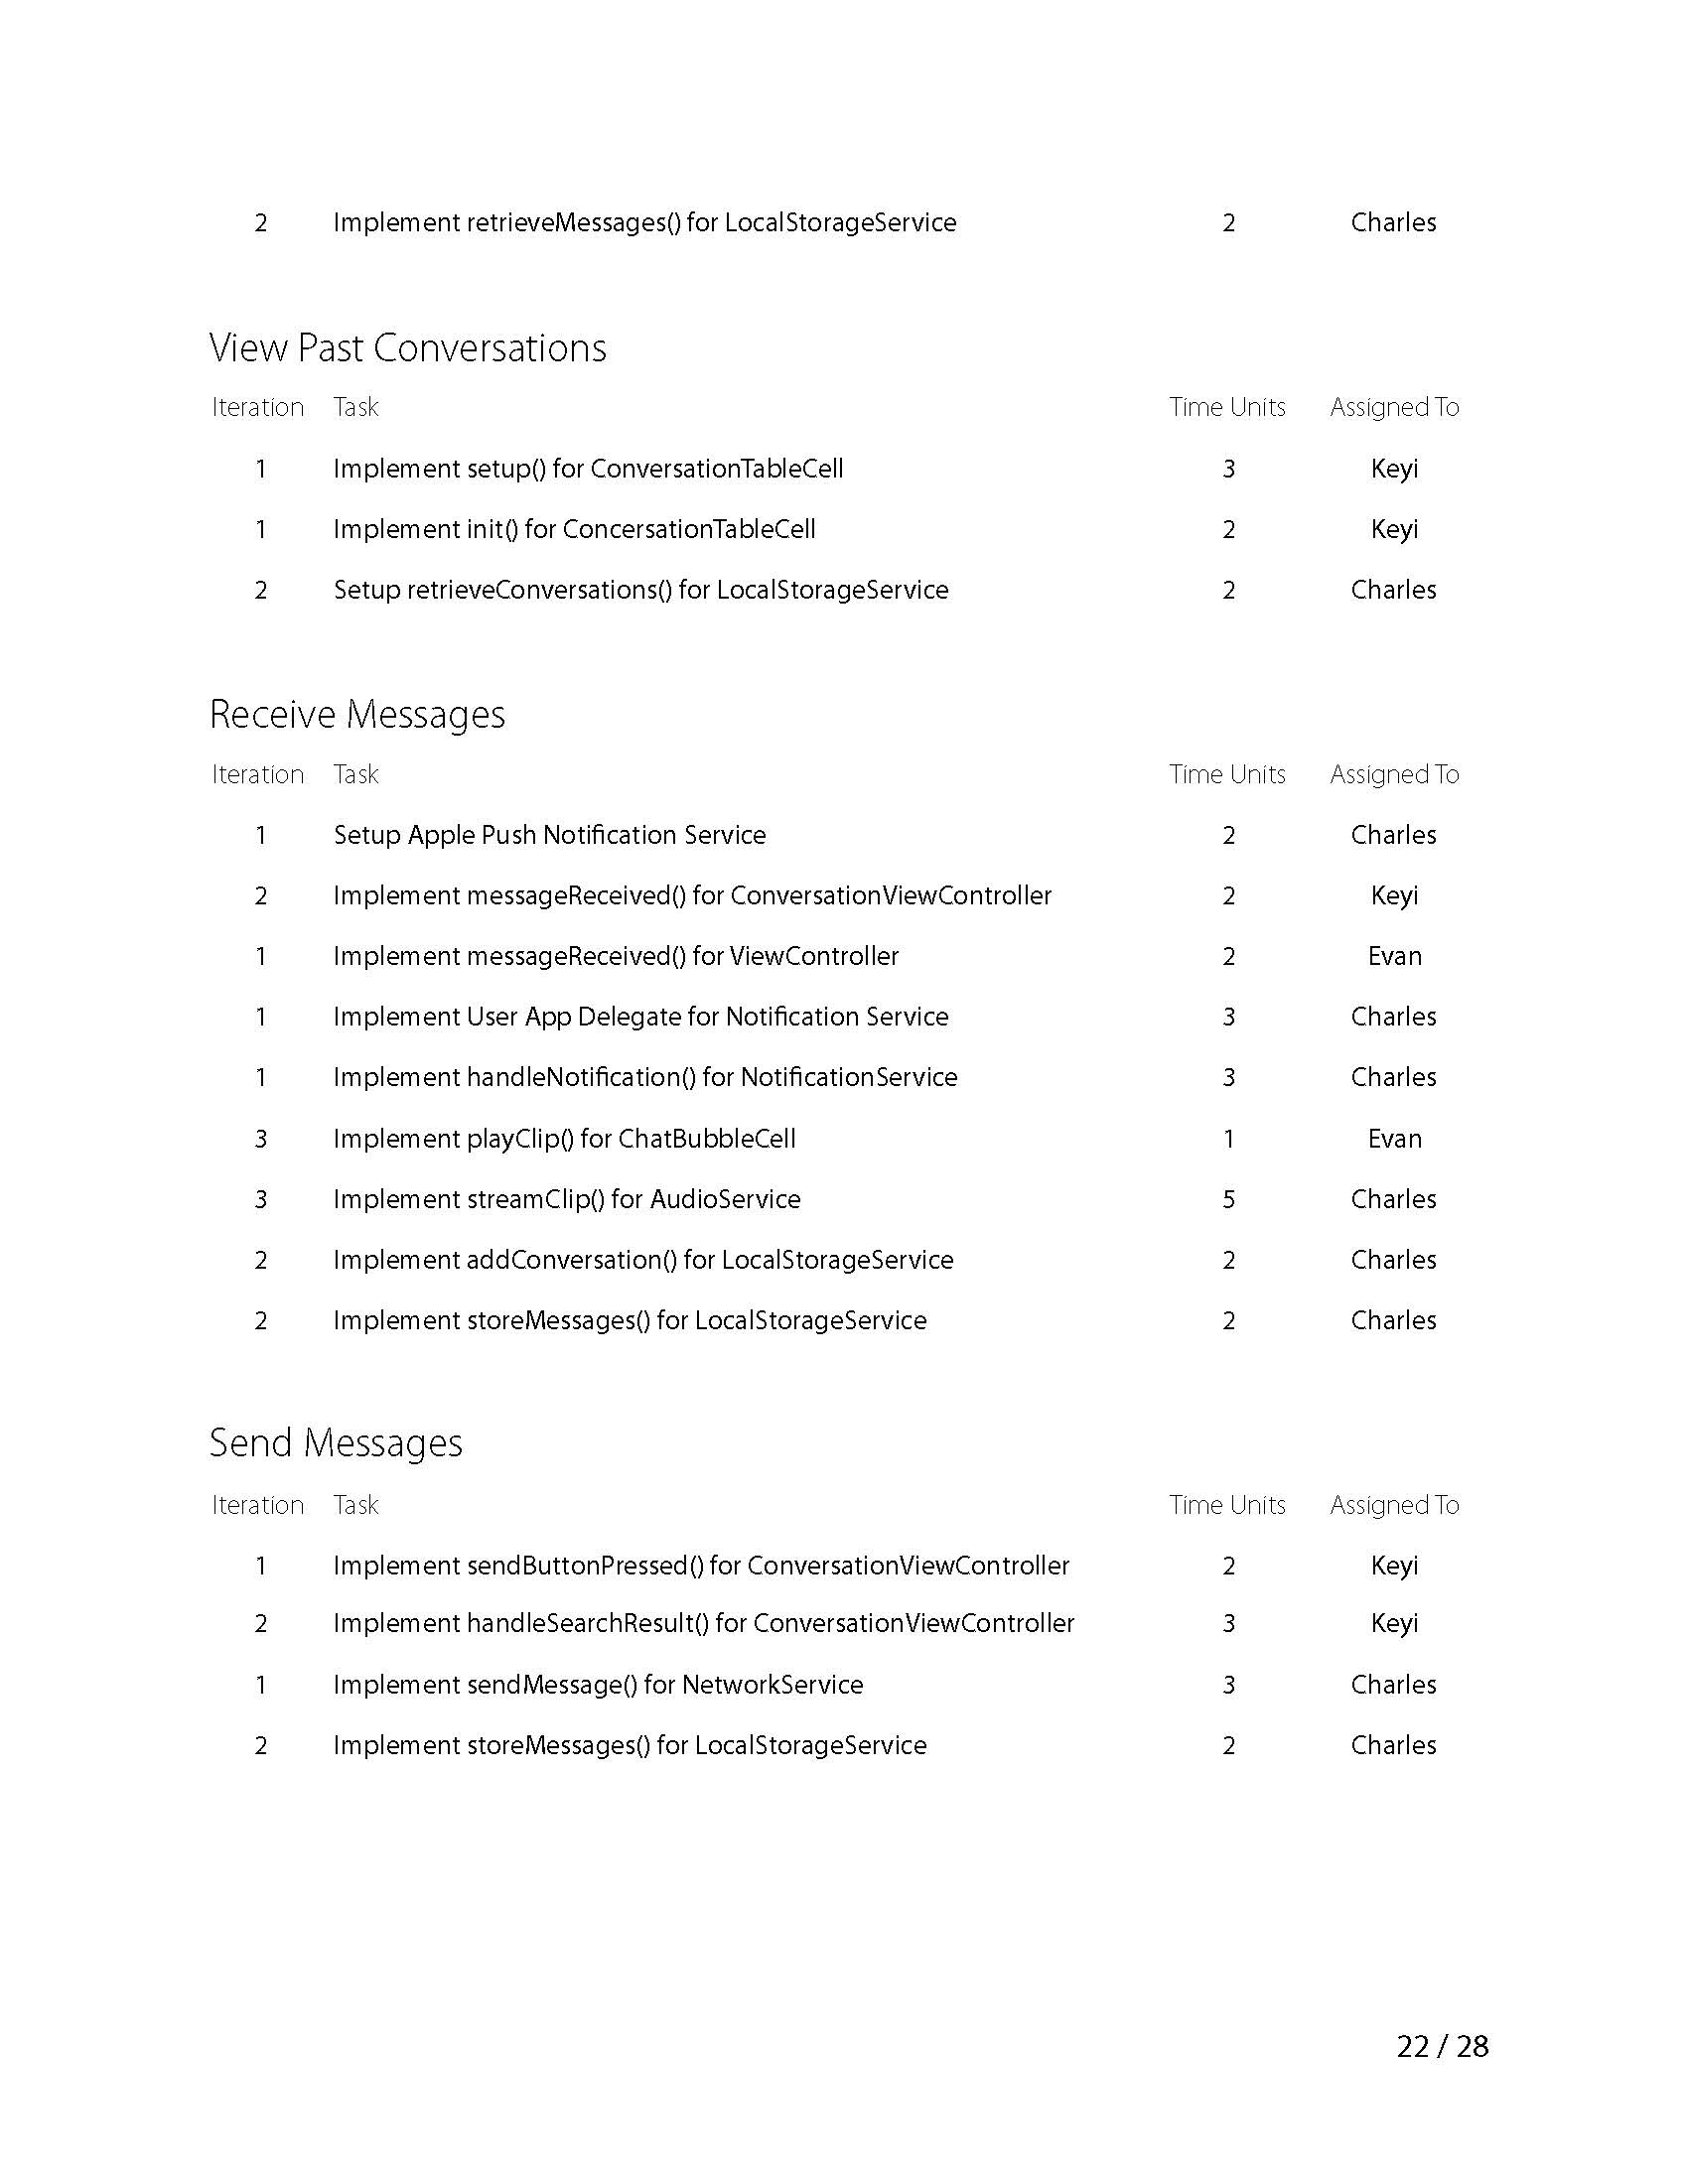 2 Implement retrieveMessages() for LocalStorageService 2 Charles
View Past Conversations
Iteration Task Time Units Assigned To
1 Implement setup() for ConversationTableCell 3 Keyi
1 Implement init() for ConcersationTableCell 2 Keyi
2 Setup retrieveConversations() for LocalStorageService 2 Charles
Receive Messages
Iteration Task Time Units Assigned To
1 Setup Apple Push Notification Service 2 Charles
2 Implement messageReceived() for ConversationViewController 2 Keyi
1 Implement messageReceived() for ViewController 2 Evan
1 Implement User App Delegate for Notification Service 3 Charles
1 Implement handleNotification() for NotificationService 3 Charles
3 Implement playClip() for ChatBubbleCell 1 Evan
3 Implement streamClip() for AudioService 5 Charles
2 Implement addConversation() for LocalStorageService 2 Charles
2 Implement storeMessages() for LocalStorageService 2 Charles
Send Messages
Iteration Task Time Units Assigned To
1 Implement sendButtonPressed() for ConversationViewController 2 Keyi
2 Implement handleSearchResult() for ConversationViewController 3 Keyi
1 Implement sendMessage() for NetworkService 3 Charles
2 Implement storeMessages() for LocalStorageService 2 Charles
22 / 28